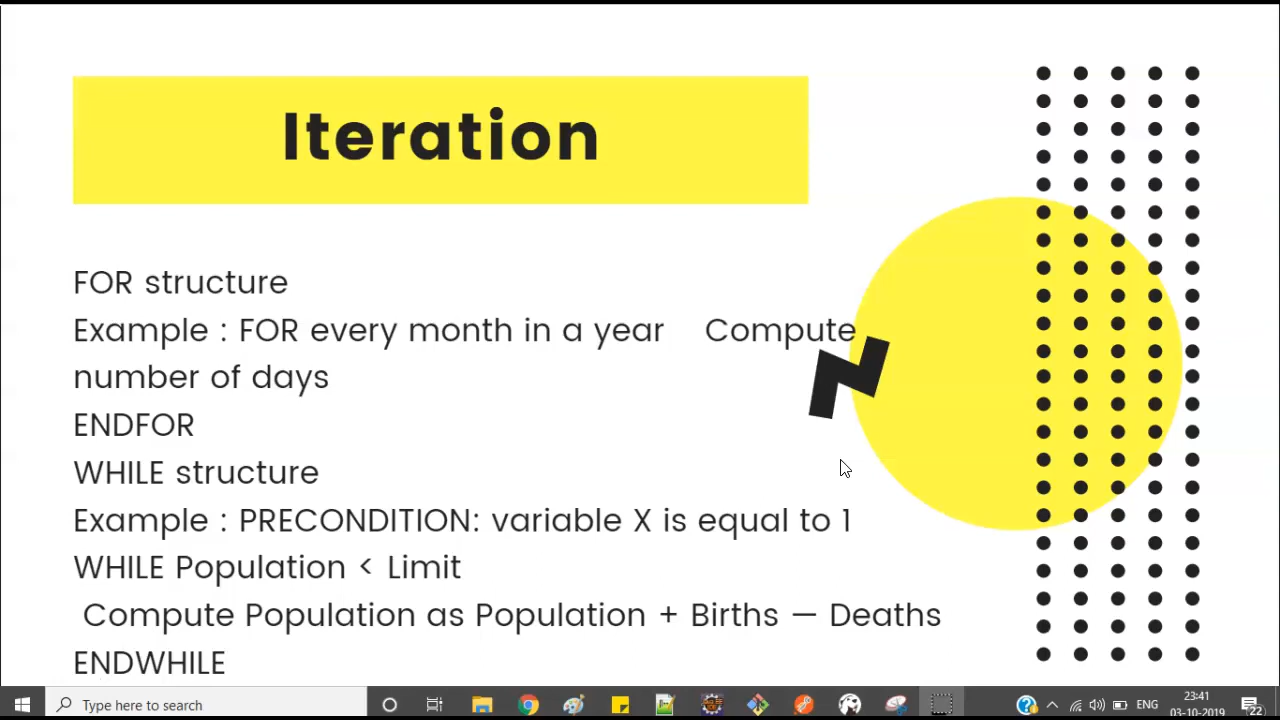 Iteration
FOR structure
Example : FOR every month in a year Compute
number of days
ENDFOR
WHILE structure
Example : PRECONDITION: variable X is equal to 1
WHILE Population < Limit
Compute Population as Population + Births — Deaths
ENDWHILE
Type here to search
ENG
23:41
03-10-2019
22